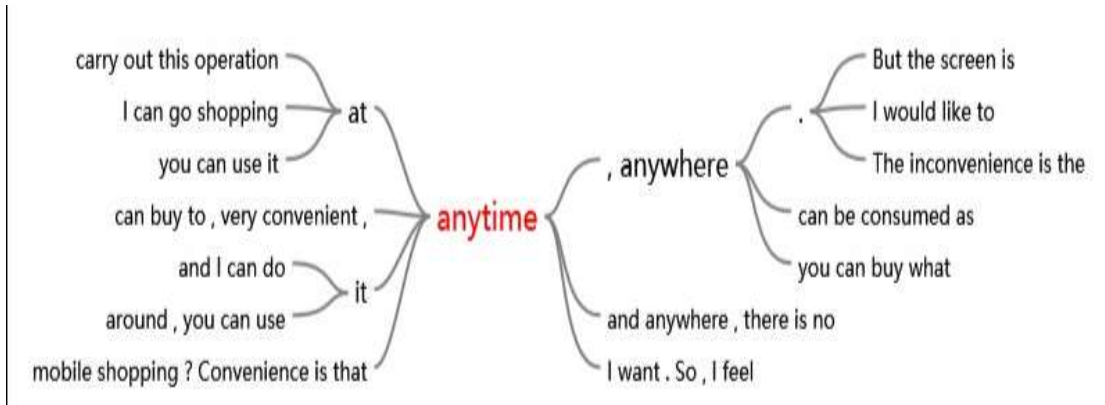 carry out this operation
I can go shopping
at
you can use it
can buy to , very convenient ,
and I can do
it
around , you can use
mobile shopping ? Convenience is that
anytime
, anywhere
.
But the screen is
I would like to
The inconvenience is the
can be consumed as
you can buy what
and anywhere , there is no
I want . So , I feel